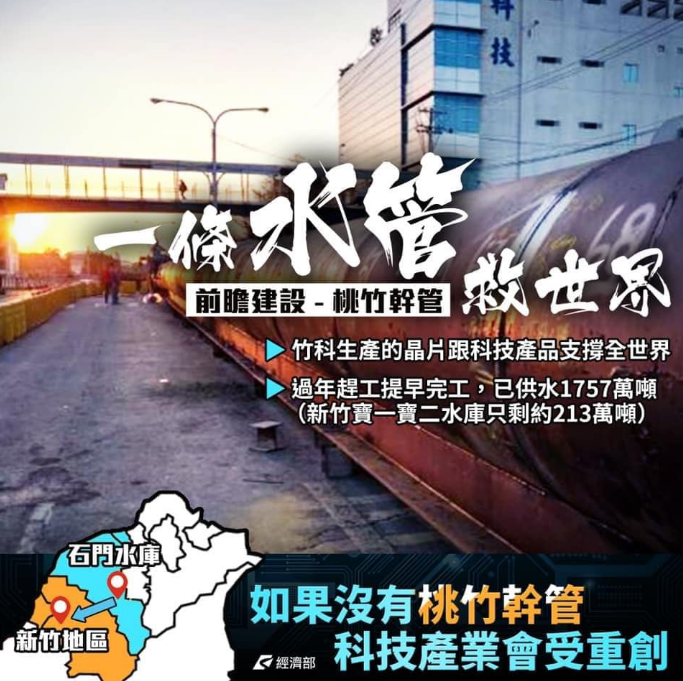 科技
一條水管
救世界
前瞻建設 - 桃竹幹管
竹科生產的晶片跟科技產品支撐全世界
過年趕工提早完工，已供水1757萬噸
（新竹寶一寶二水庫只剩約213萬噸）
68
石門水庫
新竹地區
如果沒有桃竹幹管
科技產業會受重創
經濟部